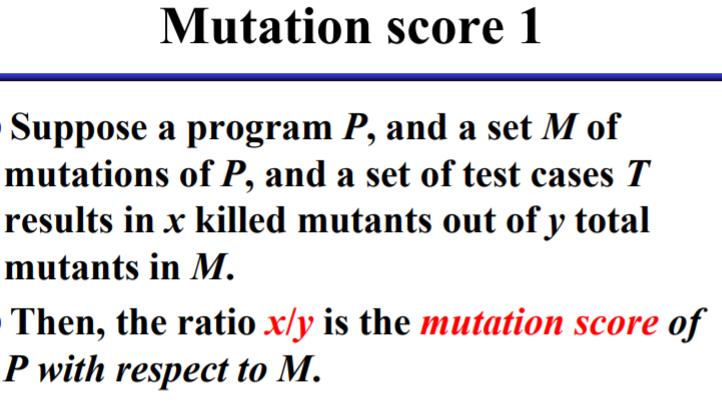 Mutation score 1
Suppose a program P, and a set M of
mutations of P, and a set of test cases T
results in x killed mutants out of y total
mutants in M.
Then, the ratio x/y is the mutation score of
P with respect to M.